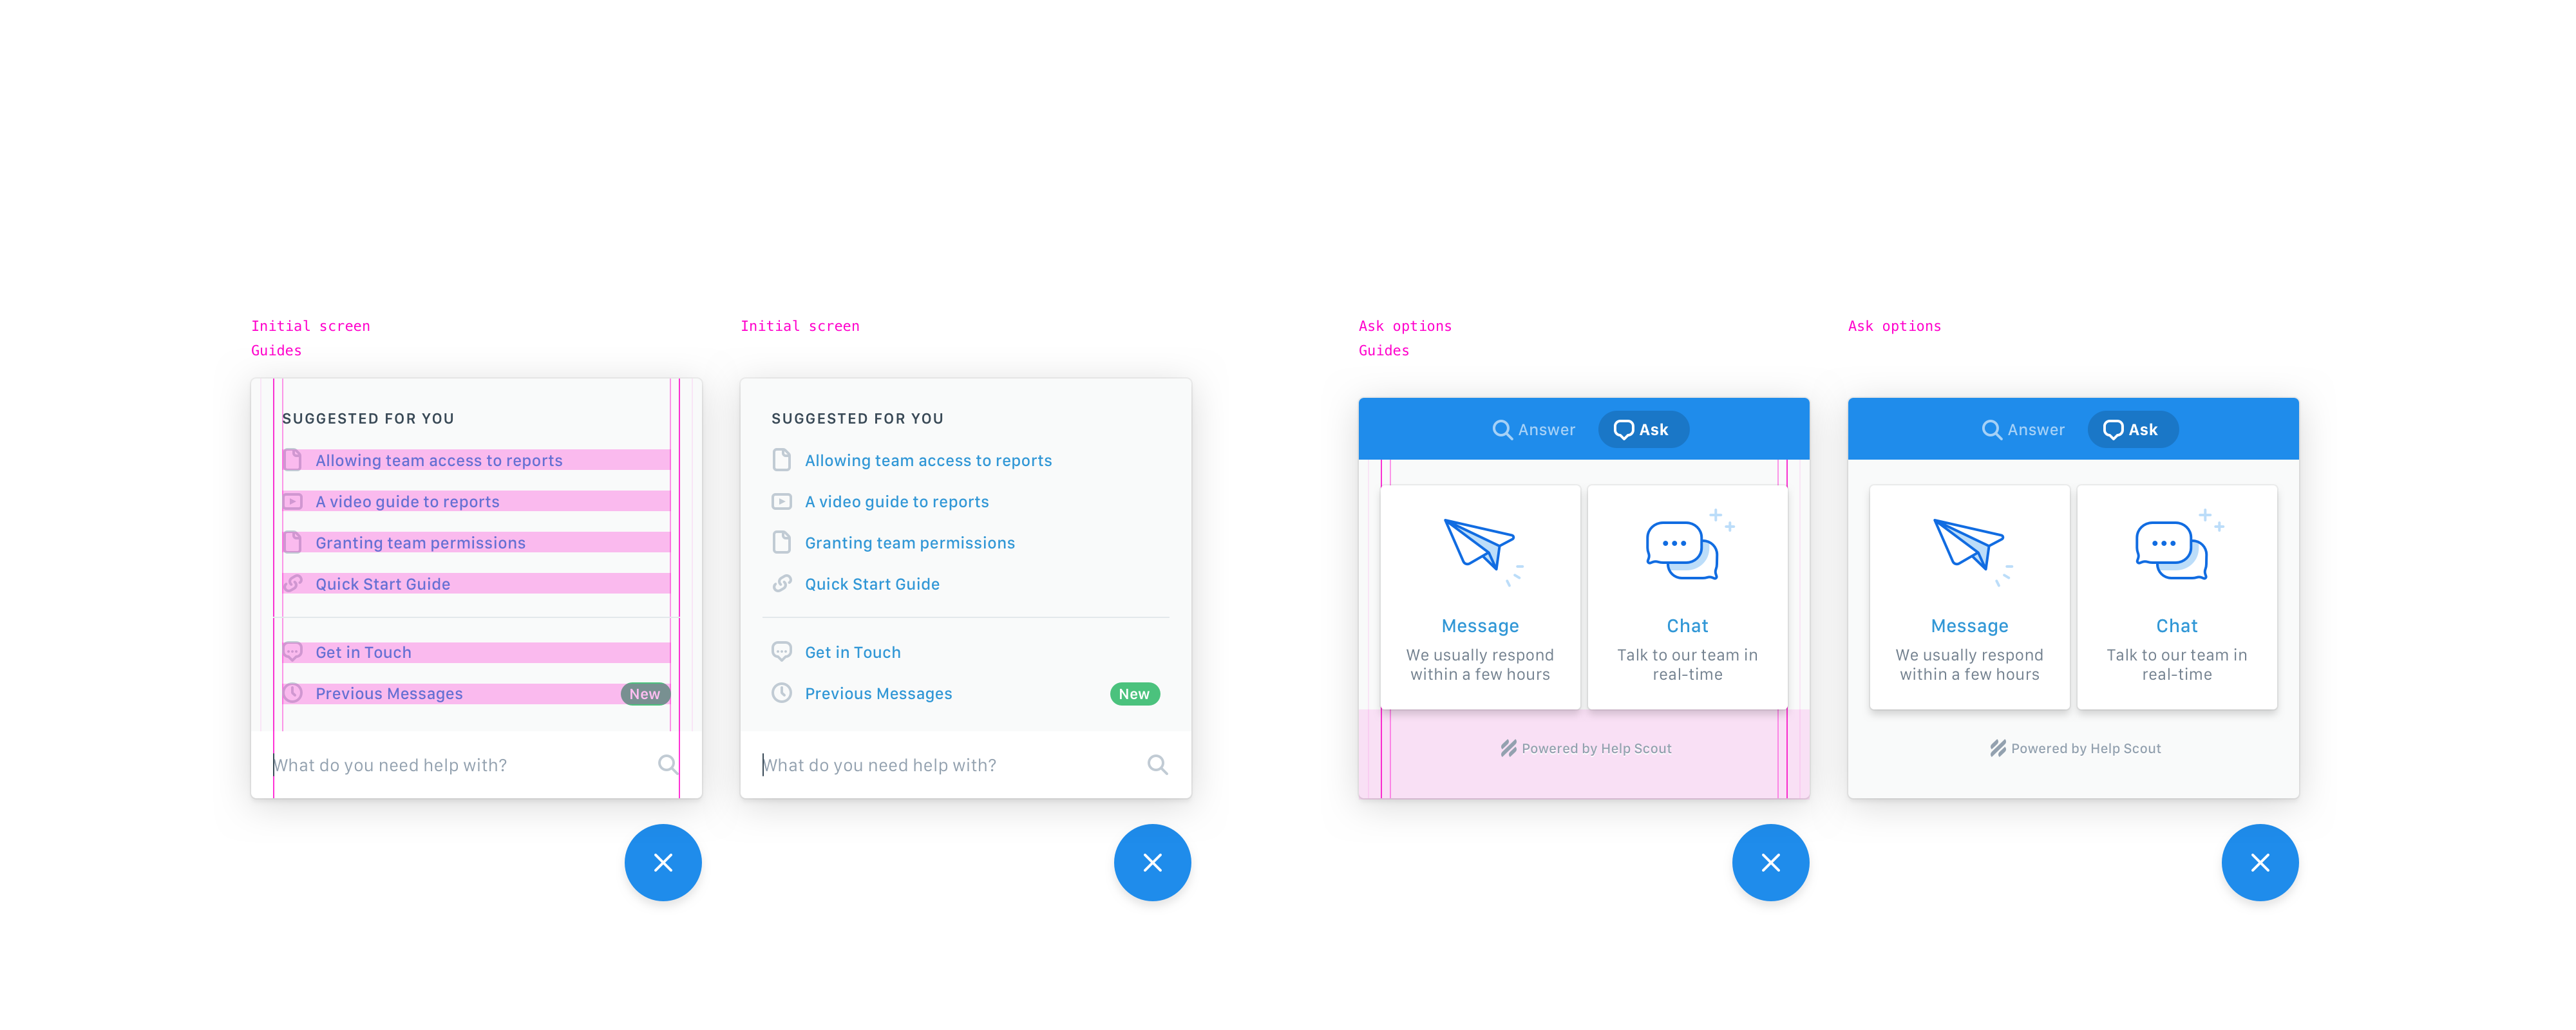 Initial screen
Guides
SUGGESTED FOR YOU
Allowing team access to reports
A video guide to reports
Granting team permissions
Quick Start Guide
Get in Touch
Previous Messages New
What do you need help with?
Initial screen
SUGGESTED FOR YOU
Allowing team access to reports
A video guide to reports
Granting team permissions
Quick Start Guide
Get in Touch
Previous Messages New
What do you need help with?
Ask options
Guides
Answer Ask
Message
We usually respond
within a few hours
Chat
Talk to our team in
real-time
Powered by Help Scout
Ask options
Answer Ask
Message
We usually respond
within a few hours
Chat
Talk to our team in
real-time
Powered by Help Scout